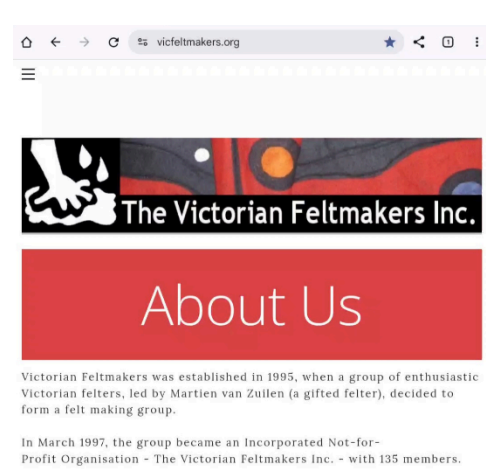 vicfeltmakers.org
1
The Victorian Feltmakers Inc.
About Us
Victorian Feltmakers was established in 1995, when a group of enthusiastic
Victorian felters, led by Martien van Zuilen (a gifted felter), decided to
form a felt making group.
In March 1997, the group became an Incorporated Not-for-
Profit Organisation - The Victorian Feltmakers Inc. - with 135 members.